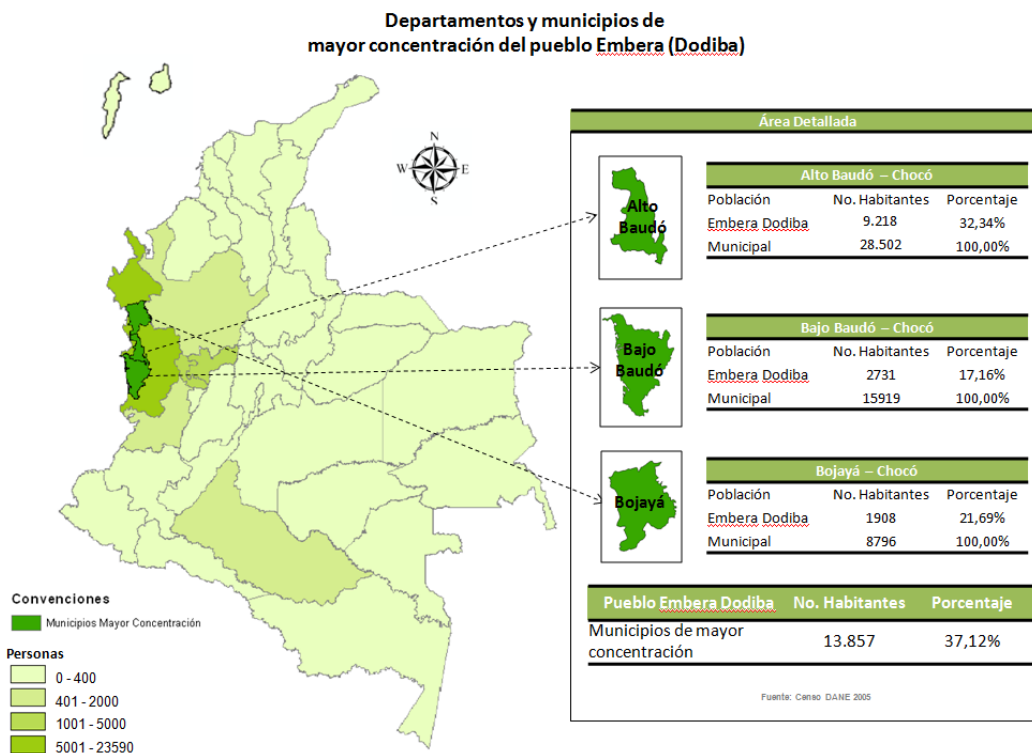 Departamentos y municipios de
mayor concentración del pueblo Embera (Dodiba)
N
W E
S
Área Detallada
Alto
Baudó
Alto Baudó – Chocó
Población No. Habitantes Porcentaje
Embera Dodiba 9.218 32,34%
Municipal 28.502 100,00%
Bajo
Baudó
Bajo Baudó – Chocó
Población No. Habitantes Porcentaje
Embera Dodiba 2731 17,16%
Municipal 15919 100,00%
Bojayá
Bojayá – Chocó
Población No. Habitantes Porcentaje
Embera Dodiba 1908 21,69%
Municipal 8796 100,00%
Pueblo Embera Dodiba No. Habitantes Porcentaje
Municipios de mayor
concentración 13.857 37,12%
Fuente: Censo DANE 2005
Convenciones
Municipios Mayor Concentración
Personas
0 - 400
401 - 2000
1001 - 5000
5001 - 23590